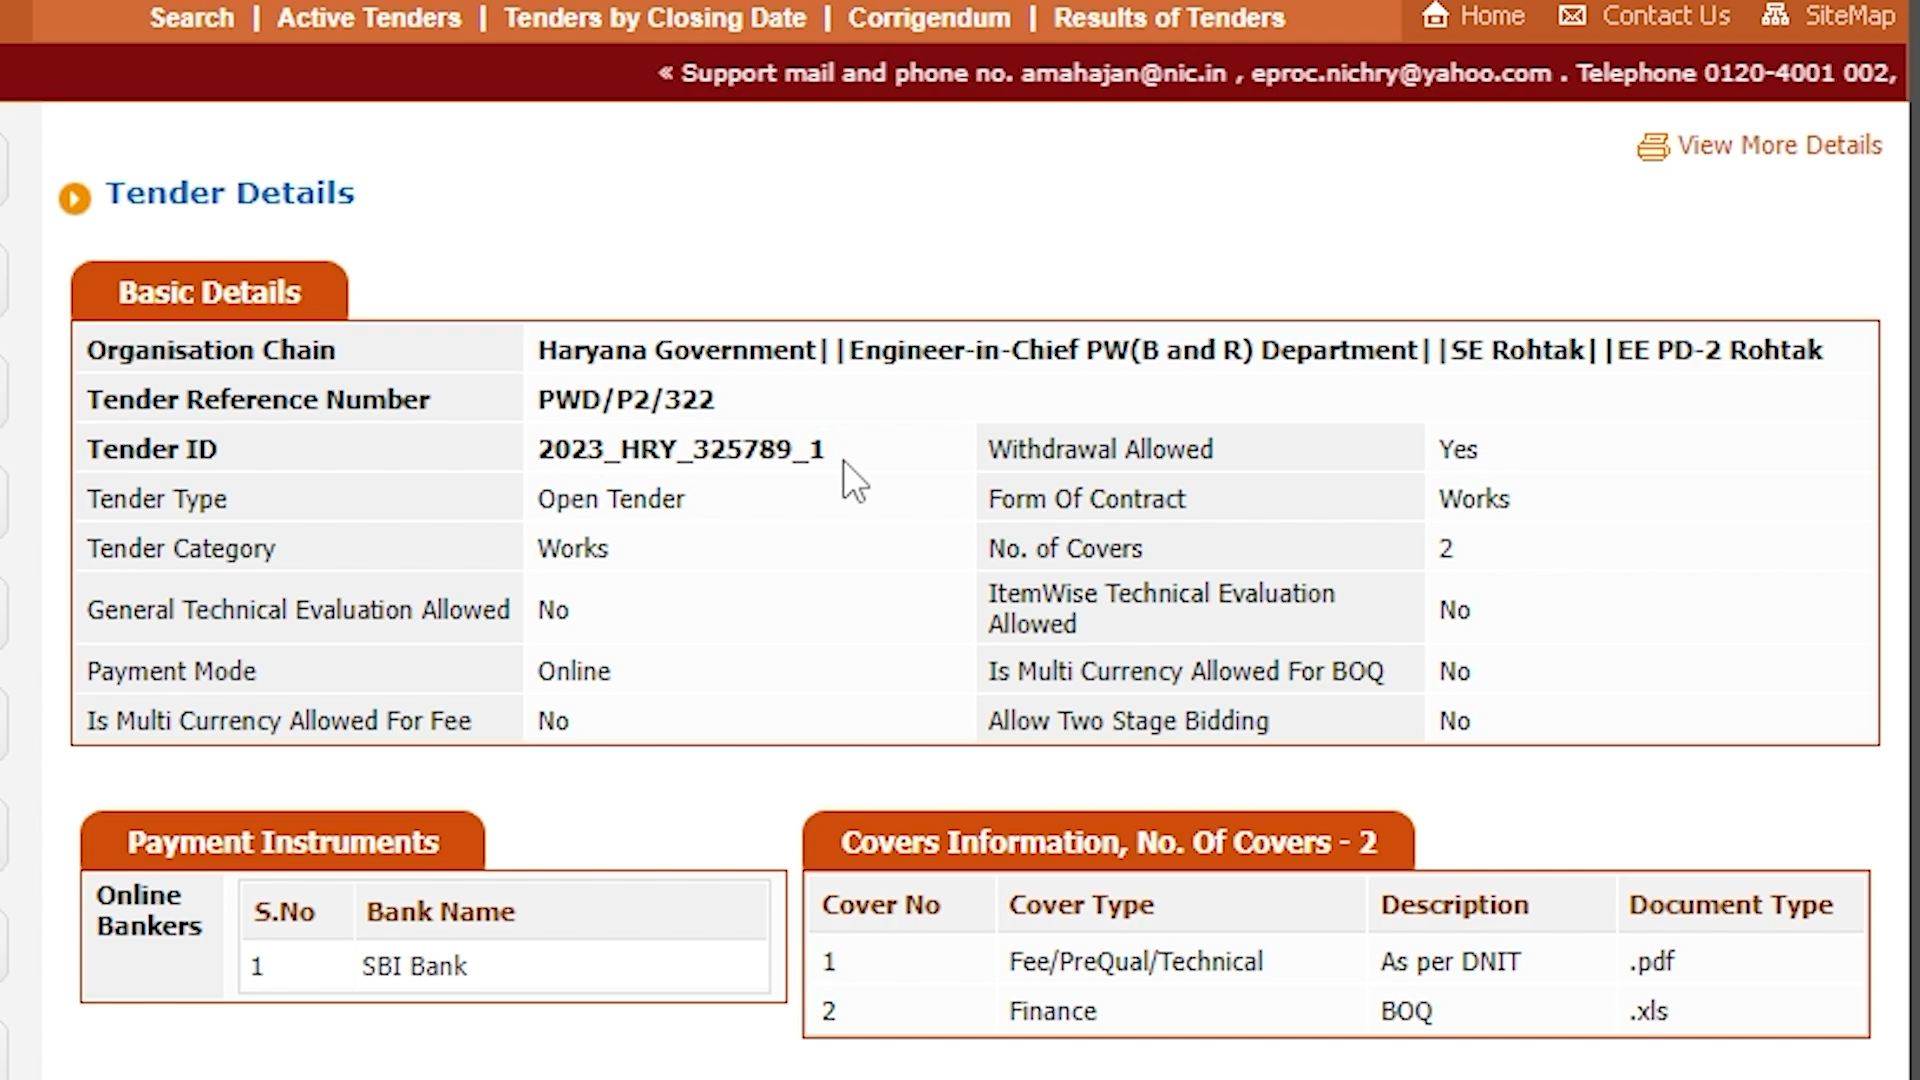 Search | Active Tenders | Tenders by Closing Date | Corrigendum | Results of Tenders Home Contact Us SiteMap
« Support mail and phone no. amahajan@nic.in , eproc.nichry@yahoo.com . Telephone 0120-4001 002,
View More Details
Tender Details
Basic Details
Organisation Chain Haryana Government||Engineer-in-Chief PW(B and R) Department||SE Rohtak||EE PD-2 Rohtak
Tender Reference Number PWD/P2/322
Tender ID 2023_HRY_325789_1 Withdrawal Allowed Yes
Tender Type Open Tender Form Of Contract Works
Tender Category Works No. of Covers 2
General Technical Evaluation Allowed No ItemWise Technical Evaluation
Allowed No
Payment Mode Online Is Multi Currency Allowed For BOQ No
Is Multi Currency Allowed For Fee No Allow Two Stage Bidding No
Payment Instruments
Online
Bankers
S.No Bank Name
1 SBI Bank
Covers Information, No. Of Covers - 2
Cover No Cover Type Description Document Type
1 Fee/PreQual/Technical As per DNIT .pdf
2 Finance BOQ .xls